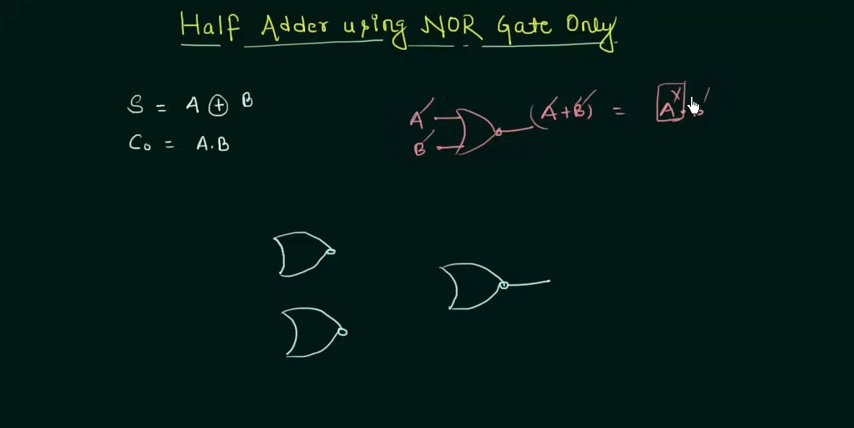 Half Adder using NOR Gate Only
S = A ⊕ B
C₀ = A.B
A'
B'
(A'+B') =